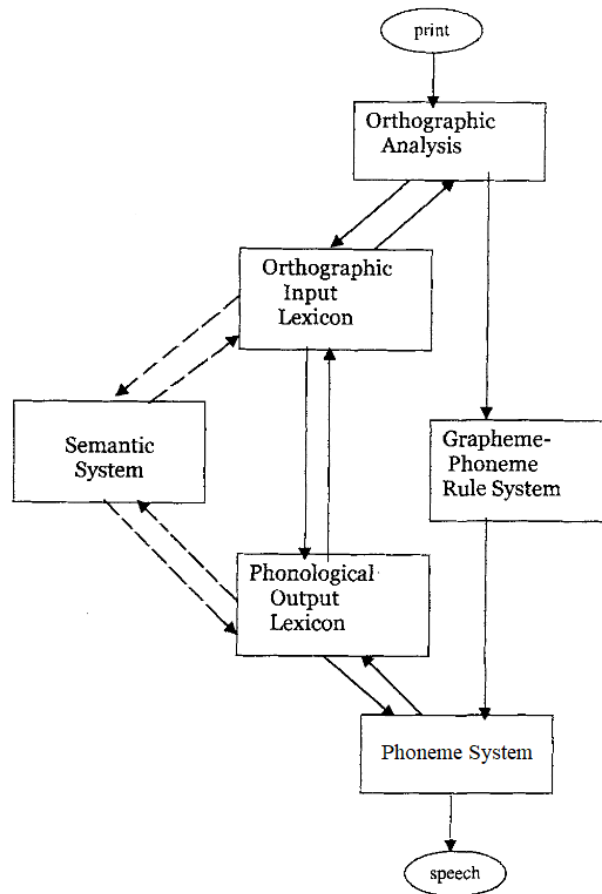 print
Orthographic
Analysis
Orthographic
Input
Lexicon
Semantic
System
Grapheme-
Phoneme
Rule System
Phonological
Output
Lexicon
Phoneme System
speech